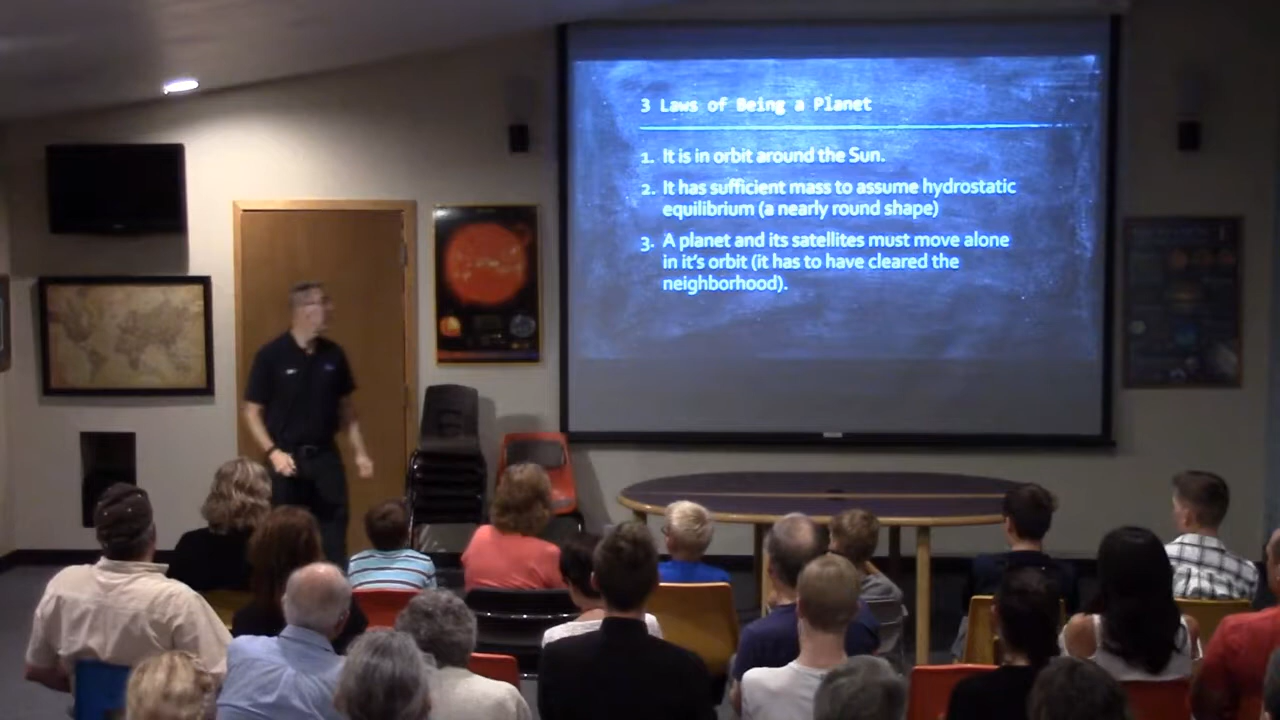 3 Laws of Being a Planet
1. It is in orbit around the Sun.
2. It has sufficient mass to assume hydrostatic
equilibrium (a nearly round shape)
3. A planet and its satellites must move alone
in it's orbit (it has to have cleared the
neighborhood).